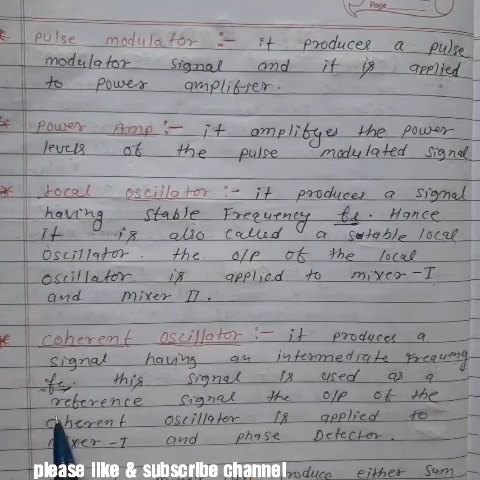 Page
* pulse modulator :- it produces a pulse
modulator signal and it is applied
to power amplifier.
* Power Amp :- it amplifyes the power
levels of the pulse modulated signal
* Local oscillator :- it produces a signal
having stable Frequency fL. Hance
it is also called a stable local
oscillator. the o/p of the local
oscillator is applied to mixer-I
and mixer II.
* coherent oscillator :- it produces a
signal having an intermediate Frequeny
this signal is used as a
reference signal the o/p of the
coherent oscillator is applied to
mixer-I and phase Detector.
produce either sum
please like & subscribe channel